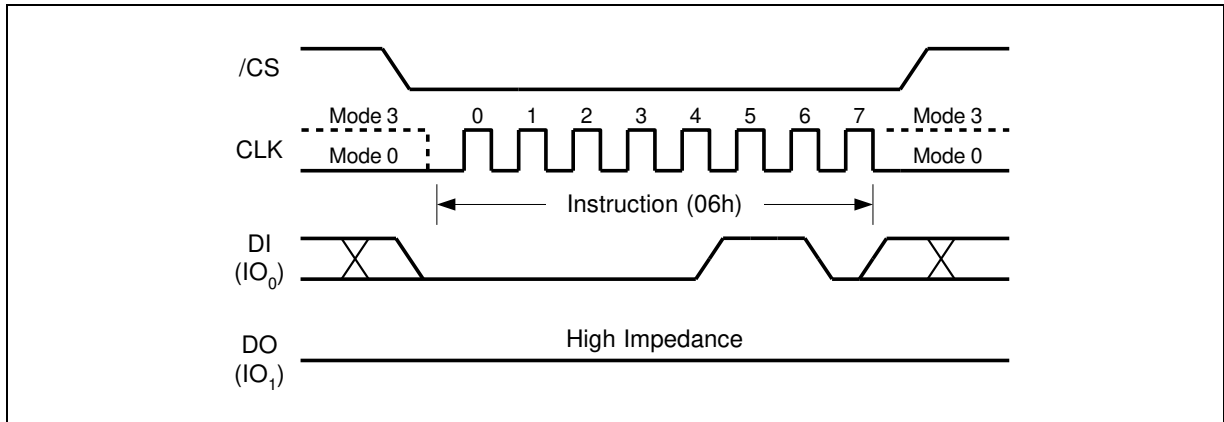 /CS
Mode 3 0 1 2 3 4 5 6 7 Mode 3
CLK
Mode 0 Mode 0
Instruction (06h)
DI
(IO0)
High Impedance
DO
(IO1)